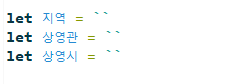 let 지역 = ``
let 상영관 = ``
let 상영시 = ``